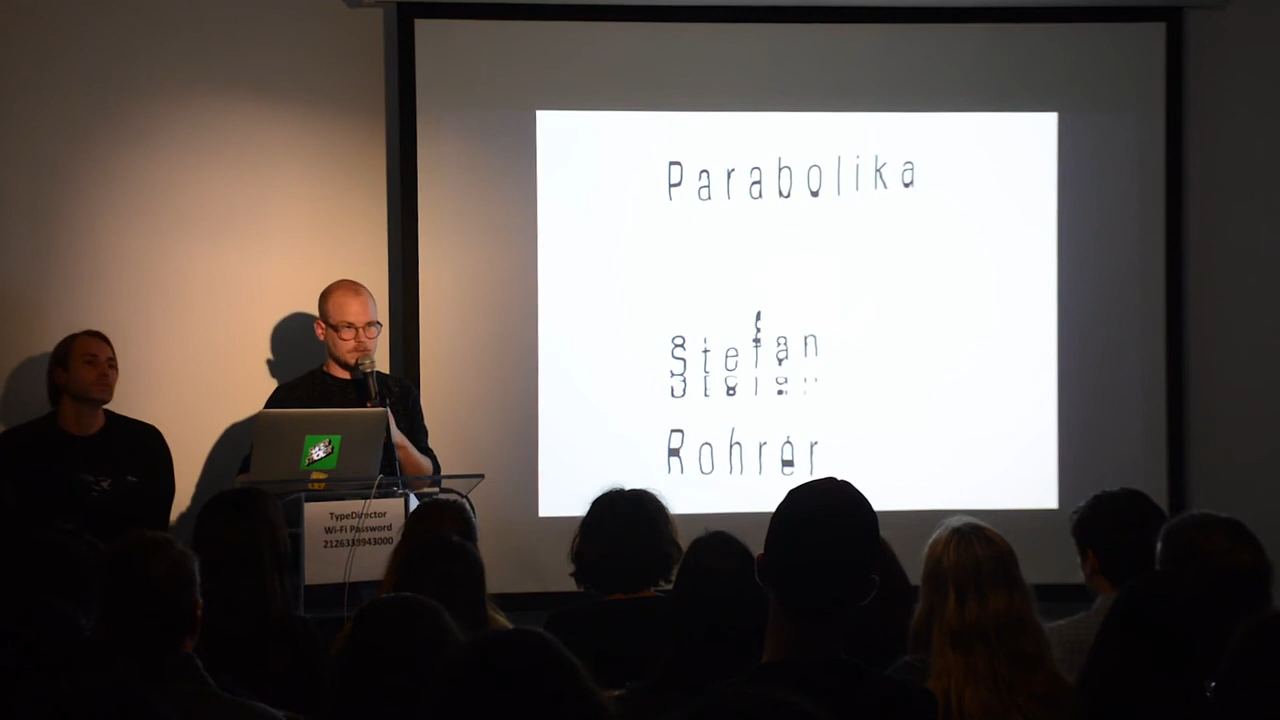 Parabolika
Stefan
Rohrer
TypeDirector
Wi-Fi Password
2126339943000